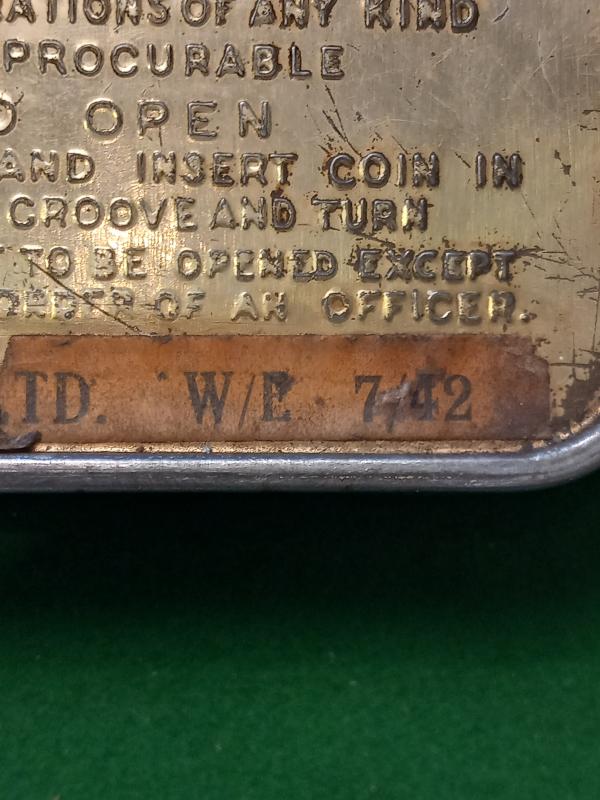 RATIONS OF ANY KIND
PROCURABLE
O OPEN
AND INSERT COIN IN
GROOVE AND TURN
TO BE OPENED EXCEPT
ORDER OF AN OFFICER.
LTD. W/E 7/42